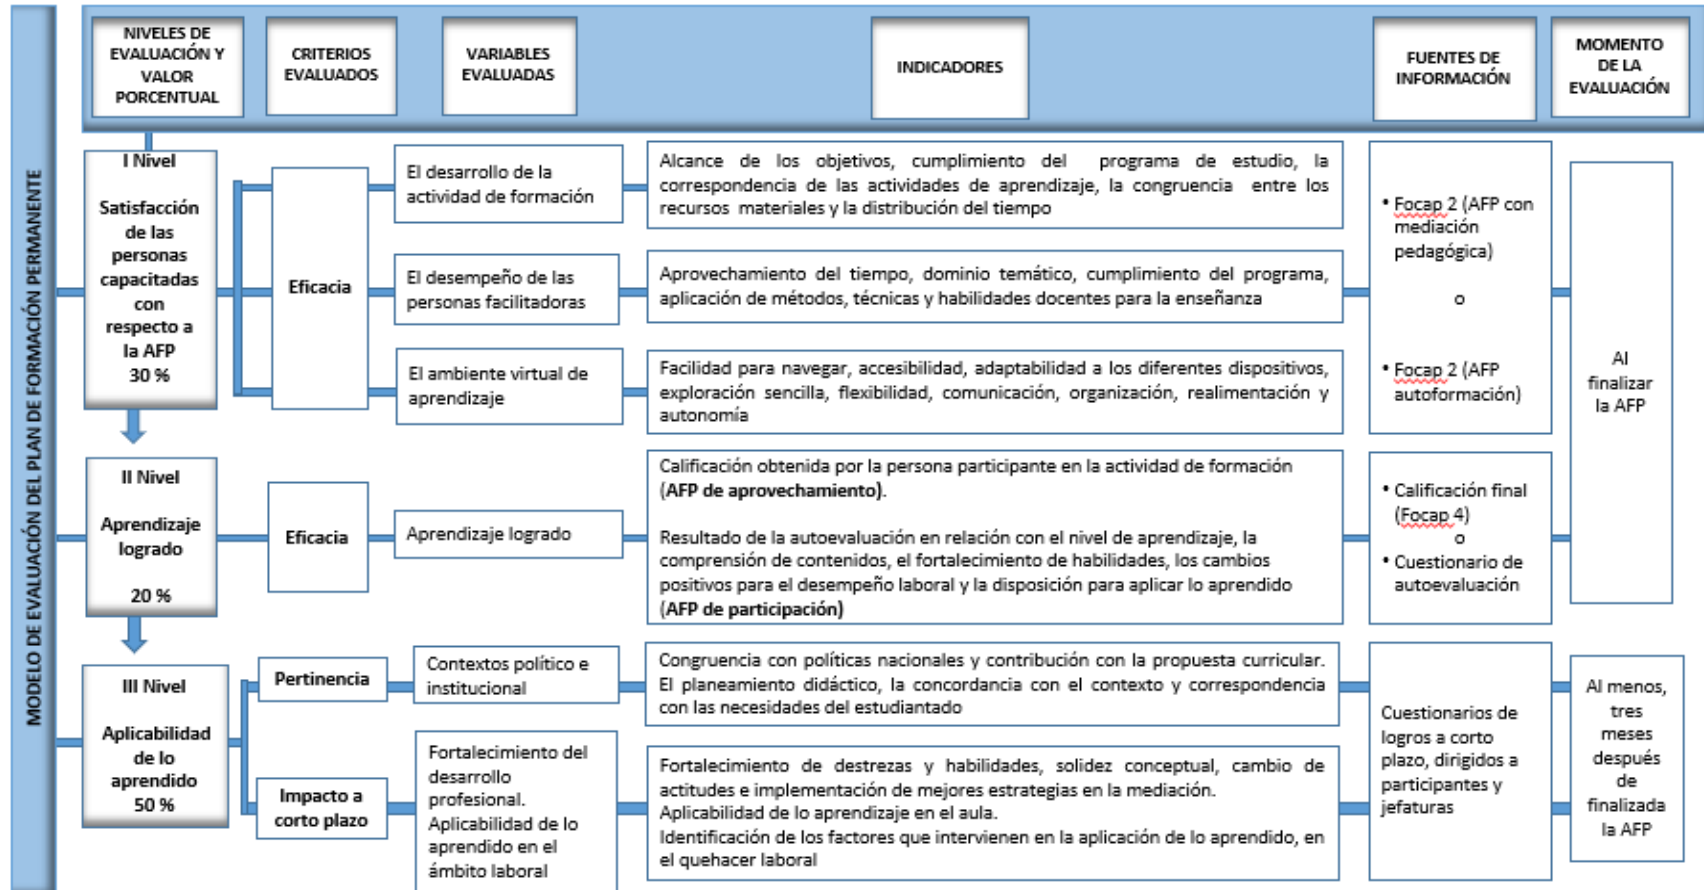 MODELO DE EVALUACIÓN DEL PLAN DE FORMACIÓN PERMANENTE
NIVELES DE
EVALUACIÓN Y
VALOR
PORCENTUAL
CRITERIOS
EVALUADOS
VARIABLES
EVALUADAS
INDICADORES
FUENTES DE
INFORMACIÓN
MOMENTO
DE LA
EVALUACIÓN
I Nivel
Satisfacción
de las
personas
capacitadas
con
respecto a
la AFP
30 %
Eficacia
El desarrollo de la
actividad de formación
Alcance de los objetivos, cumplimiento del programa de estudio, la
correspondencia de las actividades de aprendizaje, la congruencia entre los
recursos materiales y la distribución del tiempo
El desempeño de las
personas facilitadoras
Aprovechamiento del tiempo, dominio temático, cumplimiento del programa,
aplicación de métodos, técnicas y habilidades docentes para la enseñanza
El ambiente virtual de
aprendizaje
Facilidad para navegar, accesibilidad, adaptabilidad a los diferentes dispositivos,
exploración sencilla, flexibilidad, comunicación, organización, realimentación y
autonomía
• Focap 2 (AFP con
mediación
pedagógica)
o
• Focap 2 (AFP
autoformación)
Al
finalizar
la AFP
II Nivel
Aprendizaje
logrado
20 %
Eficacia
Aprendizaje logrado
Calificación obtenida por la persona participante en la actividad de formación
(AFP de aprovechamiento).
Resultado de la autoevaluación en relación con el nivel de aprendizaje, la
comprensión de contenidos, el fortalecimiento de habilidades, los cambios
positivos para el desempeño laboral y la disposición para aplicar lo aprendido
(AFP de participación)
• Calificación final
(Focap 4)
o
• Cuestionario de
autoevaluación
III Nivel
Aplicabilidad
de lo
aprendido
50 %
Pertinencia
Contextos político e
institucional
Congruencia con políticas nacionales y contribución con la propuesta curricular.
El planeamiento didáctico, la concordancia con el contexto y correspondencia
con las necesidades del estudiantado
Impacto a
corto plazo
Fortalecimiento del
desarrollo
profesional.
Aplicabilidad de lo
aprendido en el
ámbito laboral
Fortalecimiento de destrezas y habilidades, solidez conceptual, cambio de
actitudes e implementación de mejores estrategias en la mediación.
Aplicabilidad de lo aprendizaje en el aula.
Identificación de los factores que intervienen en la aplicación de lo aprendido, en
el quehacer laboral
Cuestionarios de
logros a corto
plazo, dirigidos a
participantes y
jefaturas
Al menos,
tres
meses
después
de
finalizada
la AFP